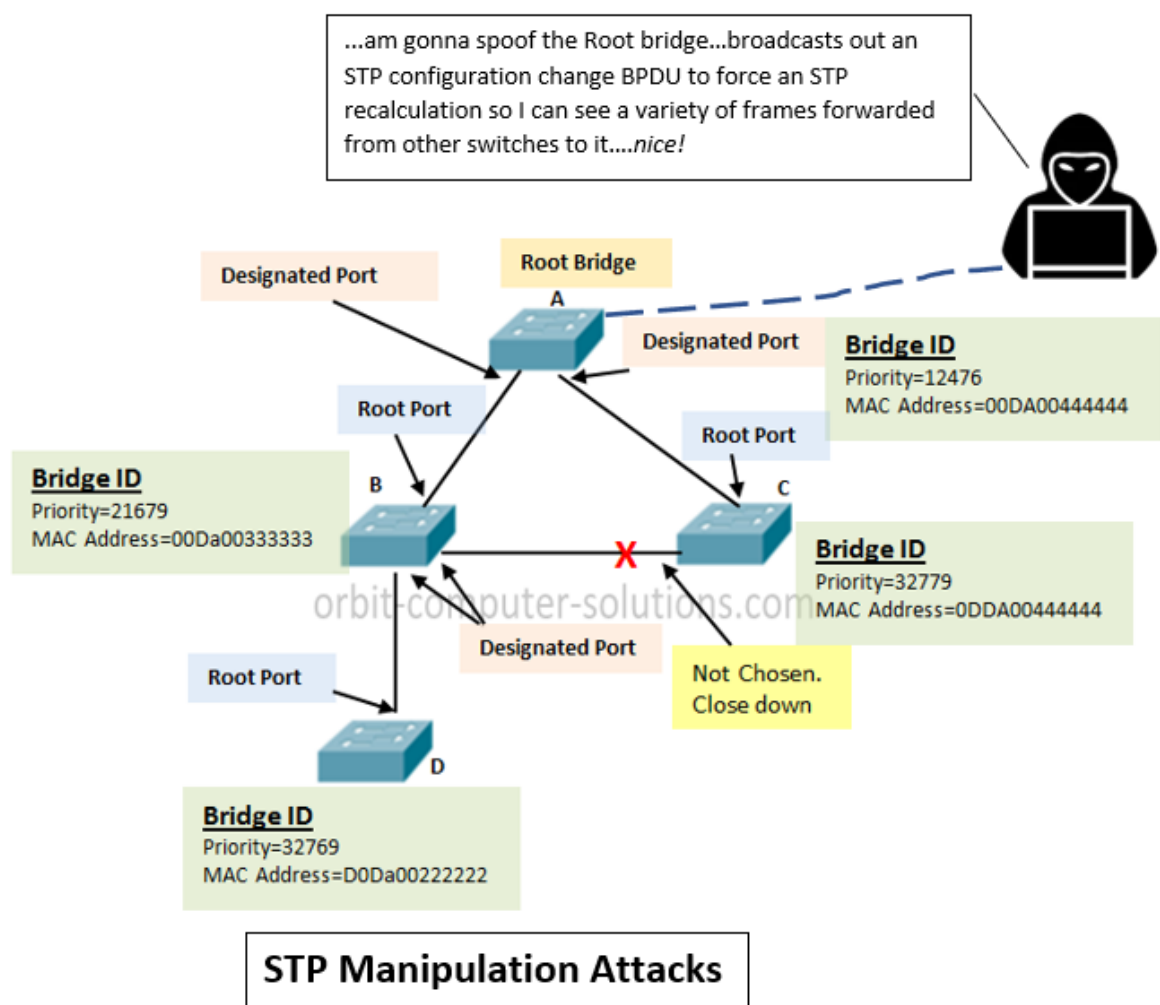 ...am gonna spoof the Root bridge...broadcasts out an
STP configuration change BPDU to force an STP
recalculation so I can see a variety of frames forwarded
from other switches to it....nice!
Designated Port
Root Bridge
A
Designated Port
Bridge ID
Priority=12476
MAC Address=00DA00444444
Root Port
Root Port
Bridge ID
Priority=21679
MAC Address=00Da00333333
B
C
X
Bridge ID
Priority=32779
MAC Address=0DDA00444444
orbit-computer-solutions.com
Designated Port
Not Chosen.
Close down
Root Port
D
Bridge ID
Priority=32769
MAC Address=D0Da00222222
STP Manipulation Attacks